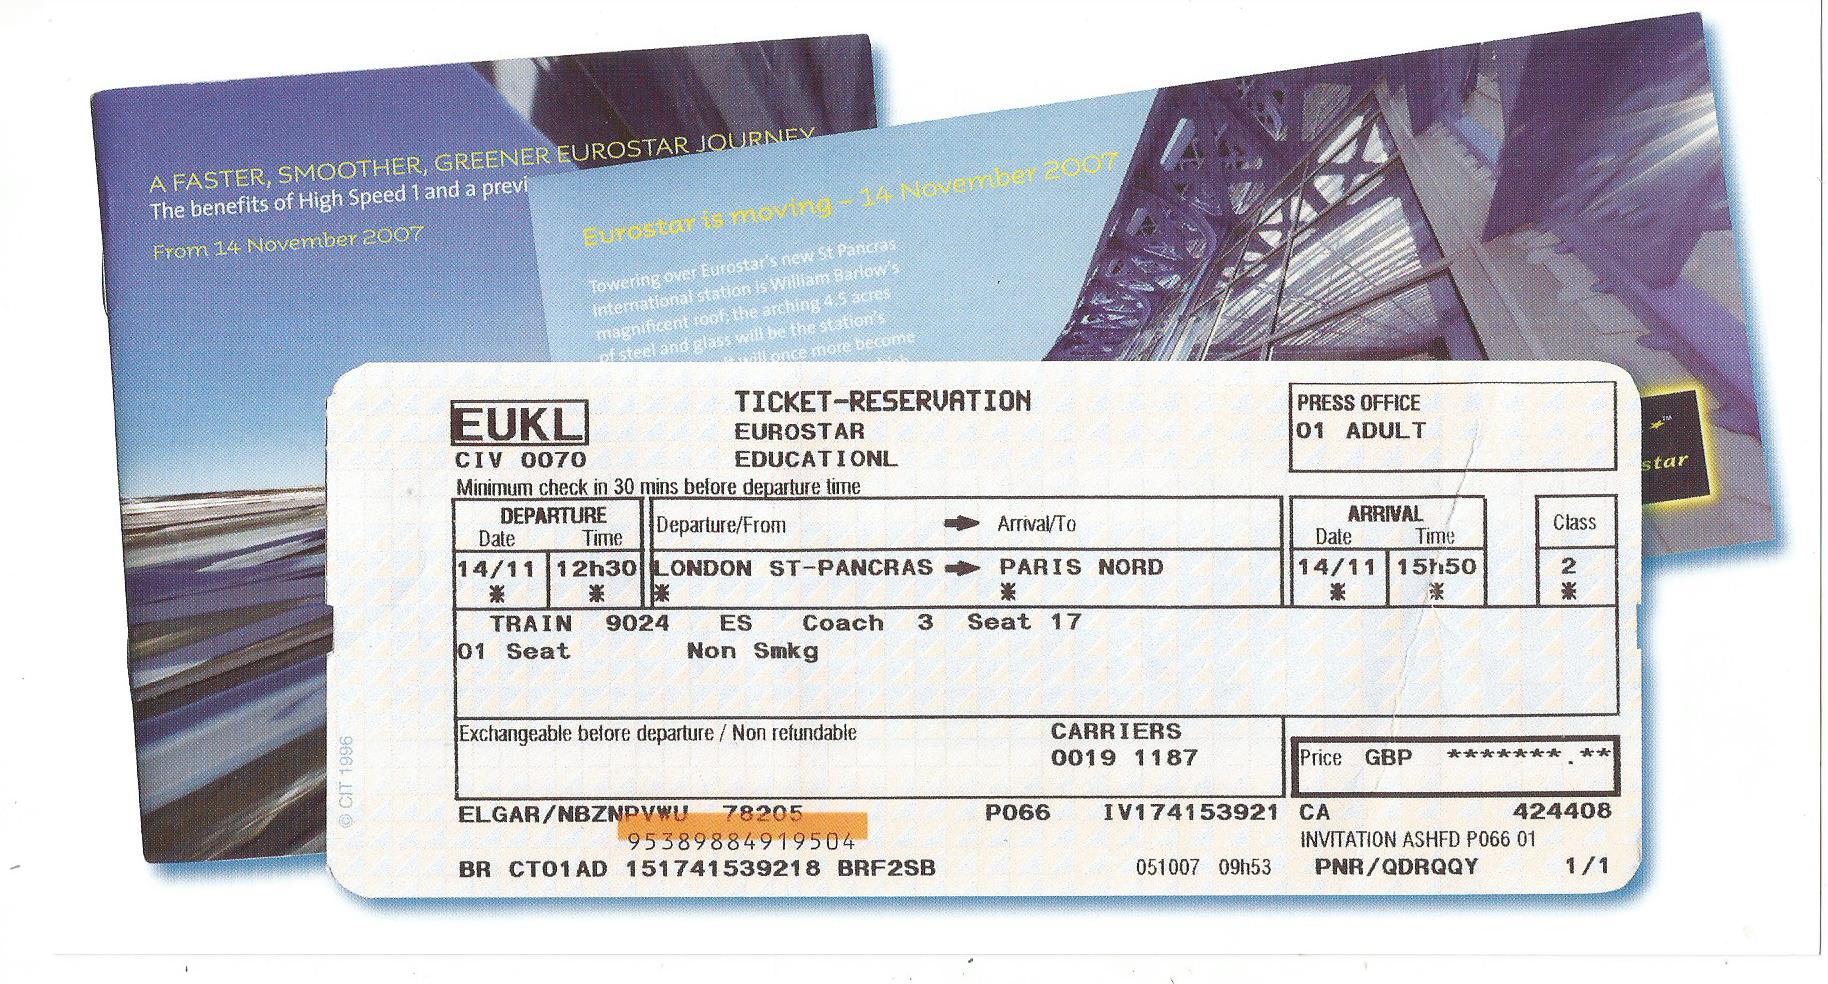 A FASTER, SMOOTHER, GREENER EUROSTAR JOURNEY
The benefits of High Speed 1 and a previ
From 14 November 2007
Eurostar is moving – 14 November 2007
Towering over Eurostar's new St Pancras
International station is William Barlow's
magnificent roof; the arching 4.5 acres
of steel and glass will be the station's
it will once more become
which
star
EUKL
CIV 0070
TICKET-RESERVATION
EUROSTAR
EDUCATIONL
PRESS OFFICE
01 ADULT
Minimum check in 30 mins before departure time
DEPARTURE
Date Time
Departure/From Arrival/To
ARRIVAL
Date Time
Class
14/11 12h30 LONDON ST-PANCRAS PARIS NORD 14/11 15h50 2
* * * * * * *
TRAIN 9024 ES Coach 3 Seat 17
01 Seat Non Smkg
Exchangeable before departure / Non refundable
CARRIERS
0019 1187
Price GBP *******.**
ELGAR/NBZNPVWU 78205 P066 IV174153921 CA 424408
95389884919504
INVITATION ASHFD P066 01
BR CT01AD 151741539218 BRF2SB 051007 09h53 PNR/QDRQQY 1/1
© CIT 1996